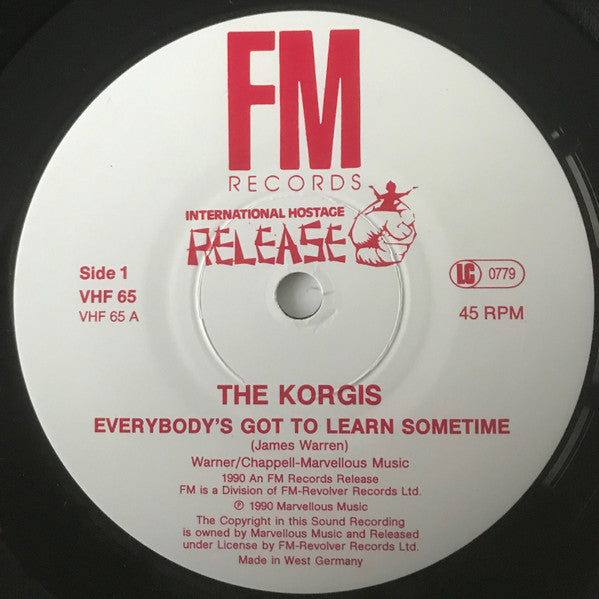 FM
RECORDS
INTERNATIONAL HOSTAGE
RELEASE
Side 1
VHF 65
VHF 65 A
LC 0779
45 RPM
THE KORGIS
EVERYBODY'S GOT TO LEARN SOMETIME
(James Warren)
Warner/Chappell-Marvellous Music
1990 An FM Records Release
FM is a Division of FM-Revolver Records Ltd.
℗ 1990 Marvellous Music
The Copyright in this Sound Recording
is owned by Marvellous Music and Released
under License by FM-Revolver Records Ltd.
Made in West Germany